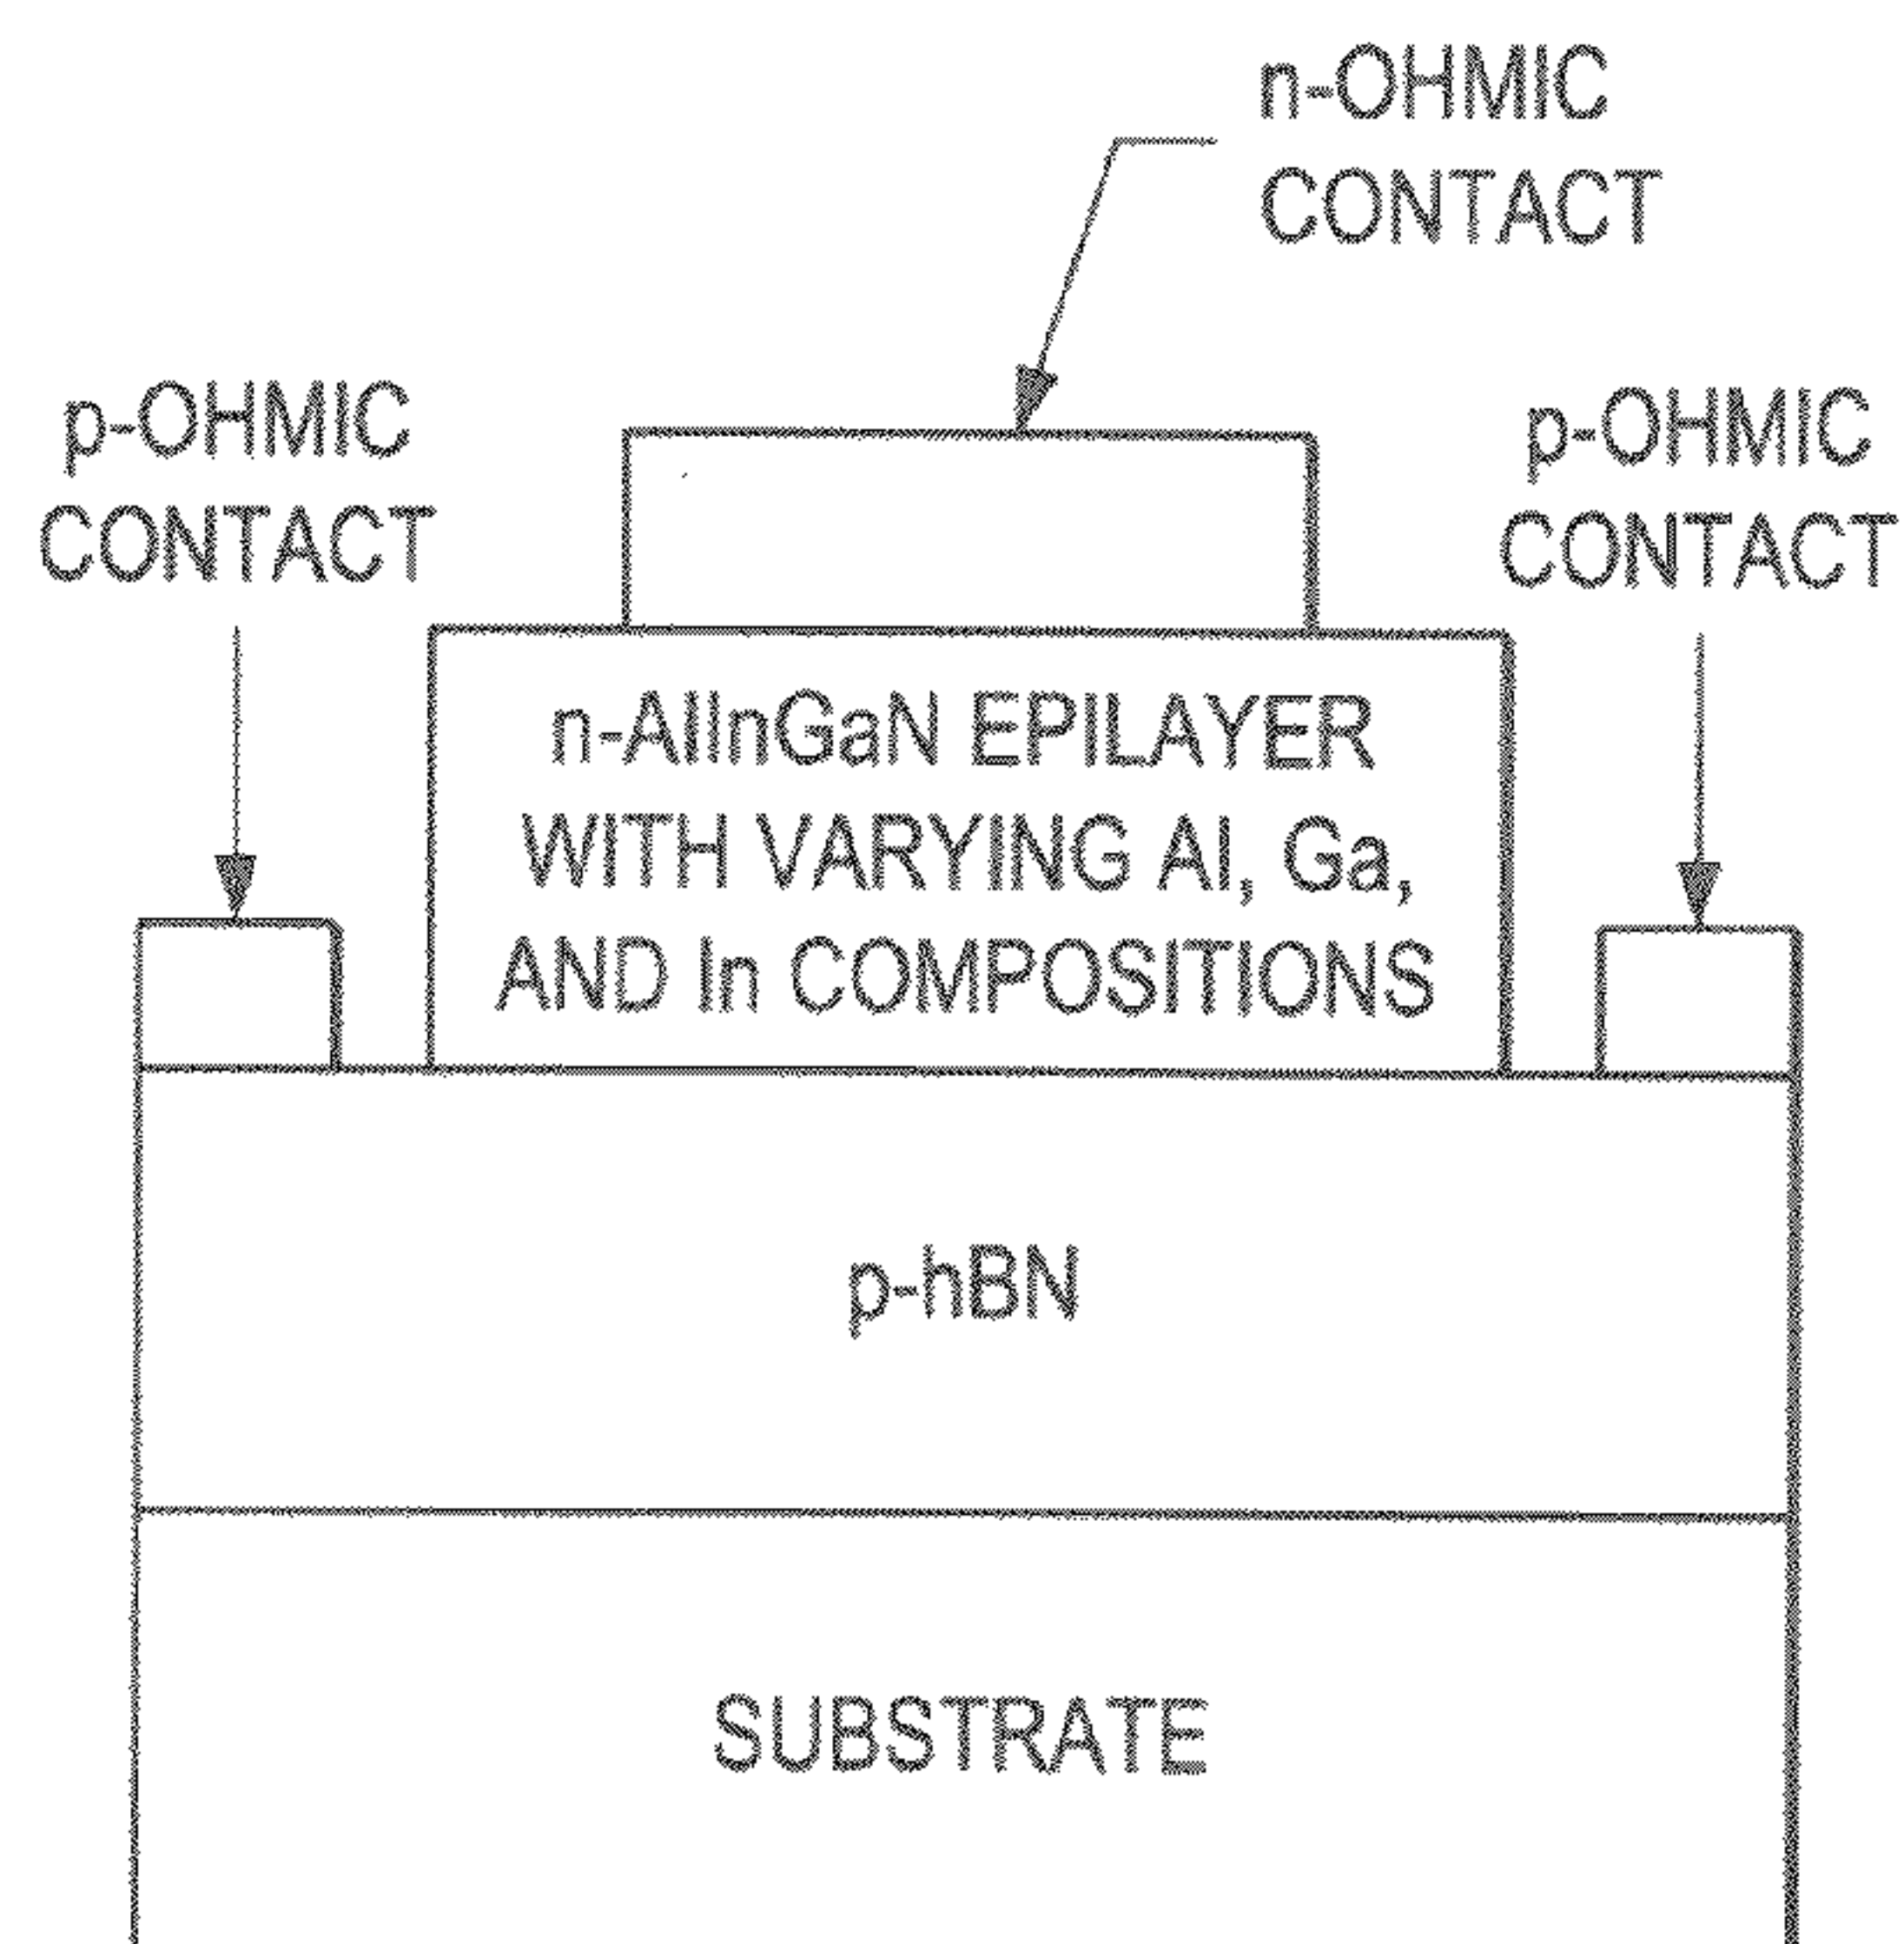 n-OHMIC
CONTACT
p-OHMIC
CONTACT
p-OHMIC
CONTACT
n-AlInGaN EPILAYER
WITH VARYING Al, Ga,
AND In COMPOSITIONS
p-hBN
SUBSTRATE